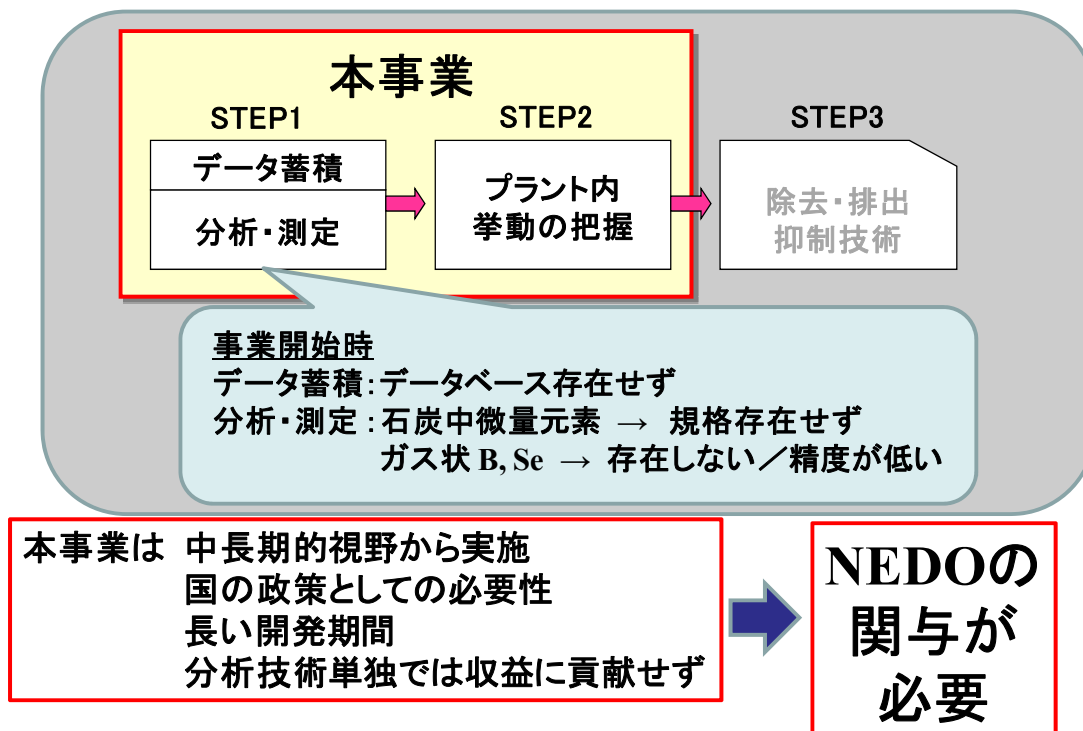 本事業
STEP1
データ蓄積
分析・測定
STEP2
プラント内
挙動の把握
STEP3
除去・排出
抑制技術
事業開始時
データ蓄積：データベース存在せず
分析・測定：石炭中微量元素 → 規格存在せず
ガス状 B, Se → 存在しない／精度が低い
本事業は 中長期的視野から実施
国の政策としての必要性
長い開発期間
分析技術単独では収益に貢献せず
NEDOの
関与が
必要